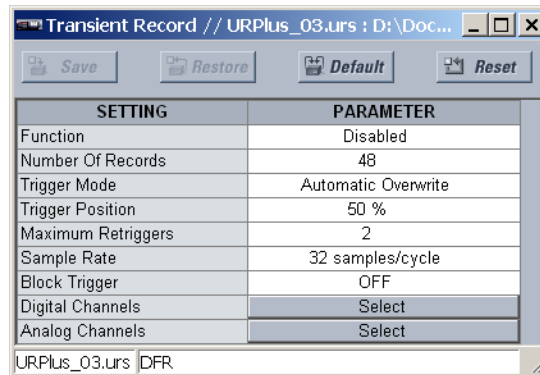 Transient Record // URPlus_03.urs : D:\Doc...
Save Restore Default Reset
SETTING PARAMETER
Function Disabled
Number Of Records 48
Trigger Mode Automatic Overwrite
Trigger Position 50 %
Maximum Retriggers 2
Sample Rate 32 samples/cycle
Block Trigger OFF
Digital Channels Select
Analog Channels Select
URPlus_03.urs DFR